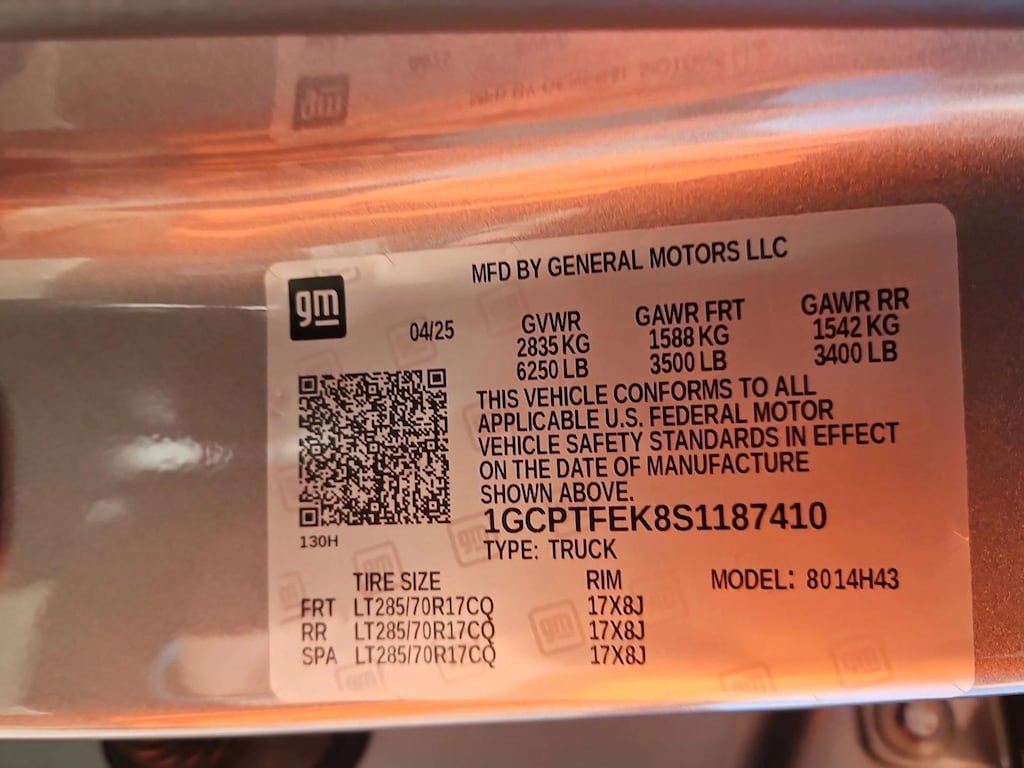 MFD BY GENERAL MOTORS LLC
gm
04/25
GVWR GAWR FRT GAWR RR
2835 KG 1588 KG 1542 KG
6250 LB 3500 LB 3400 LB
THIS VEHICLE CONFORMS TO ALL
APPLICABLE U.S. FEDERAL MOTOR
VEHICLE SAFETY STANDARDS IN EFFECT
ON THE DATE OF MANUFACTURE
SHOWN ABOVE.
1GCPTFEK8S1187410
130H
TYPE: TRUCK
TIRE SIZE RIM MODEL: 8014H43
FRT LT285/70R17CQ 17X8J
RR LT285/70R17CQ 17X8J
SPA LT285/70R17CQ 17X8J